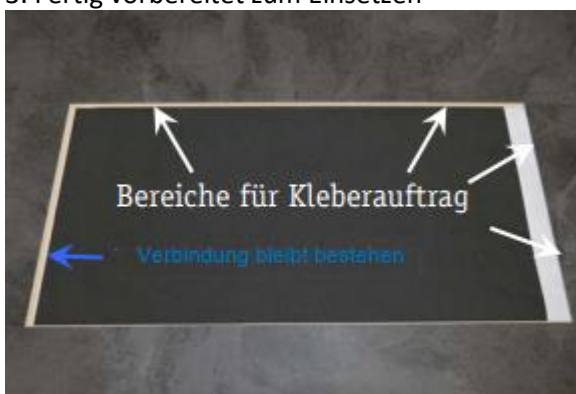 Fertig vorbereitet zum Einsetzen
Bereiche für Kleberauftrag
Verbindung bleibt bestehen